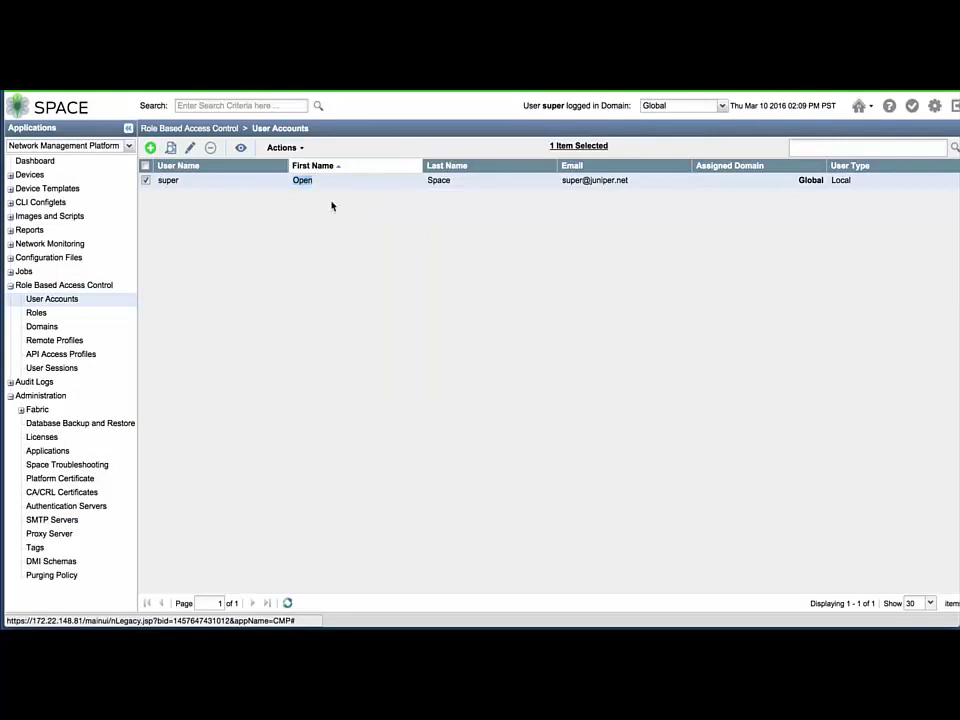 SPACE
Search: Enter Search Criteria here ...
User super logged in Domain: Global Thu Mar 10 2016 02:09 PM PST
Applications
Role Based Access Control > User Accounts
Network Management Platform
Actions
1 Item Selected
User Name First Name Last Name Email Assigned Domain User Type
super Open Space super@juniper.net Global Local
Dashboard
Devices
Device Templates
CLI Configlets
Images and Scripts
Reports
Network Monitoring
Configuration Files
Jobs
Role Based Access Control
User Accounts
Roles
Domains
Remote Profiles
API Access Profiles
User Sessions
Audit Logs
Administration
Fabric
Database Backup and Restore
Licenses
Applications
Space Troubleshooting
Platform Certificate
CA/CRL Certificates
Authentication Servers
SMTP Servers
Proxy Server
Tags
DMI Schemas
Purging Policy
Page 1 of 1
Displaying 1 - 1 of 1 Show 30 items
https://172.22.148.81/mainui/nLegacy.jsp?bid=1457647431012&appName=CMP#